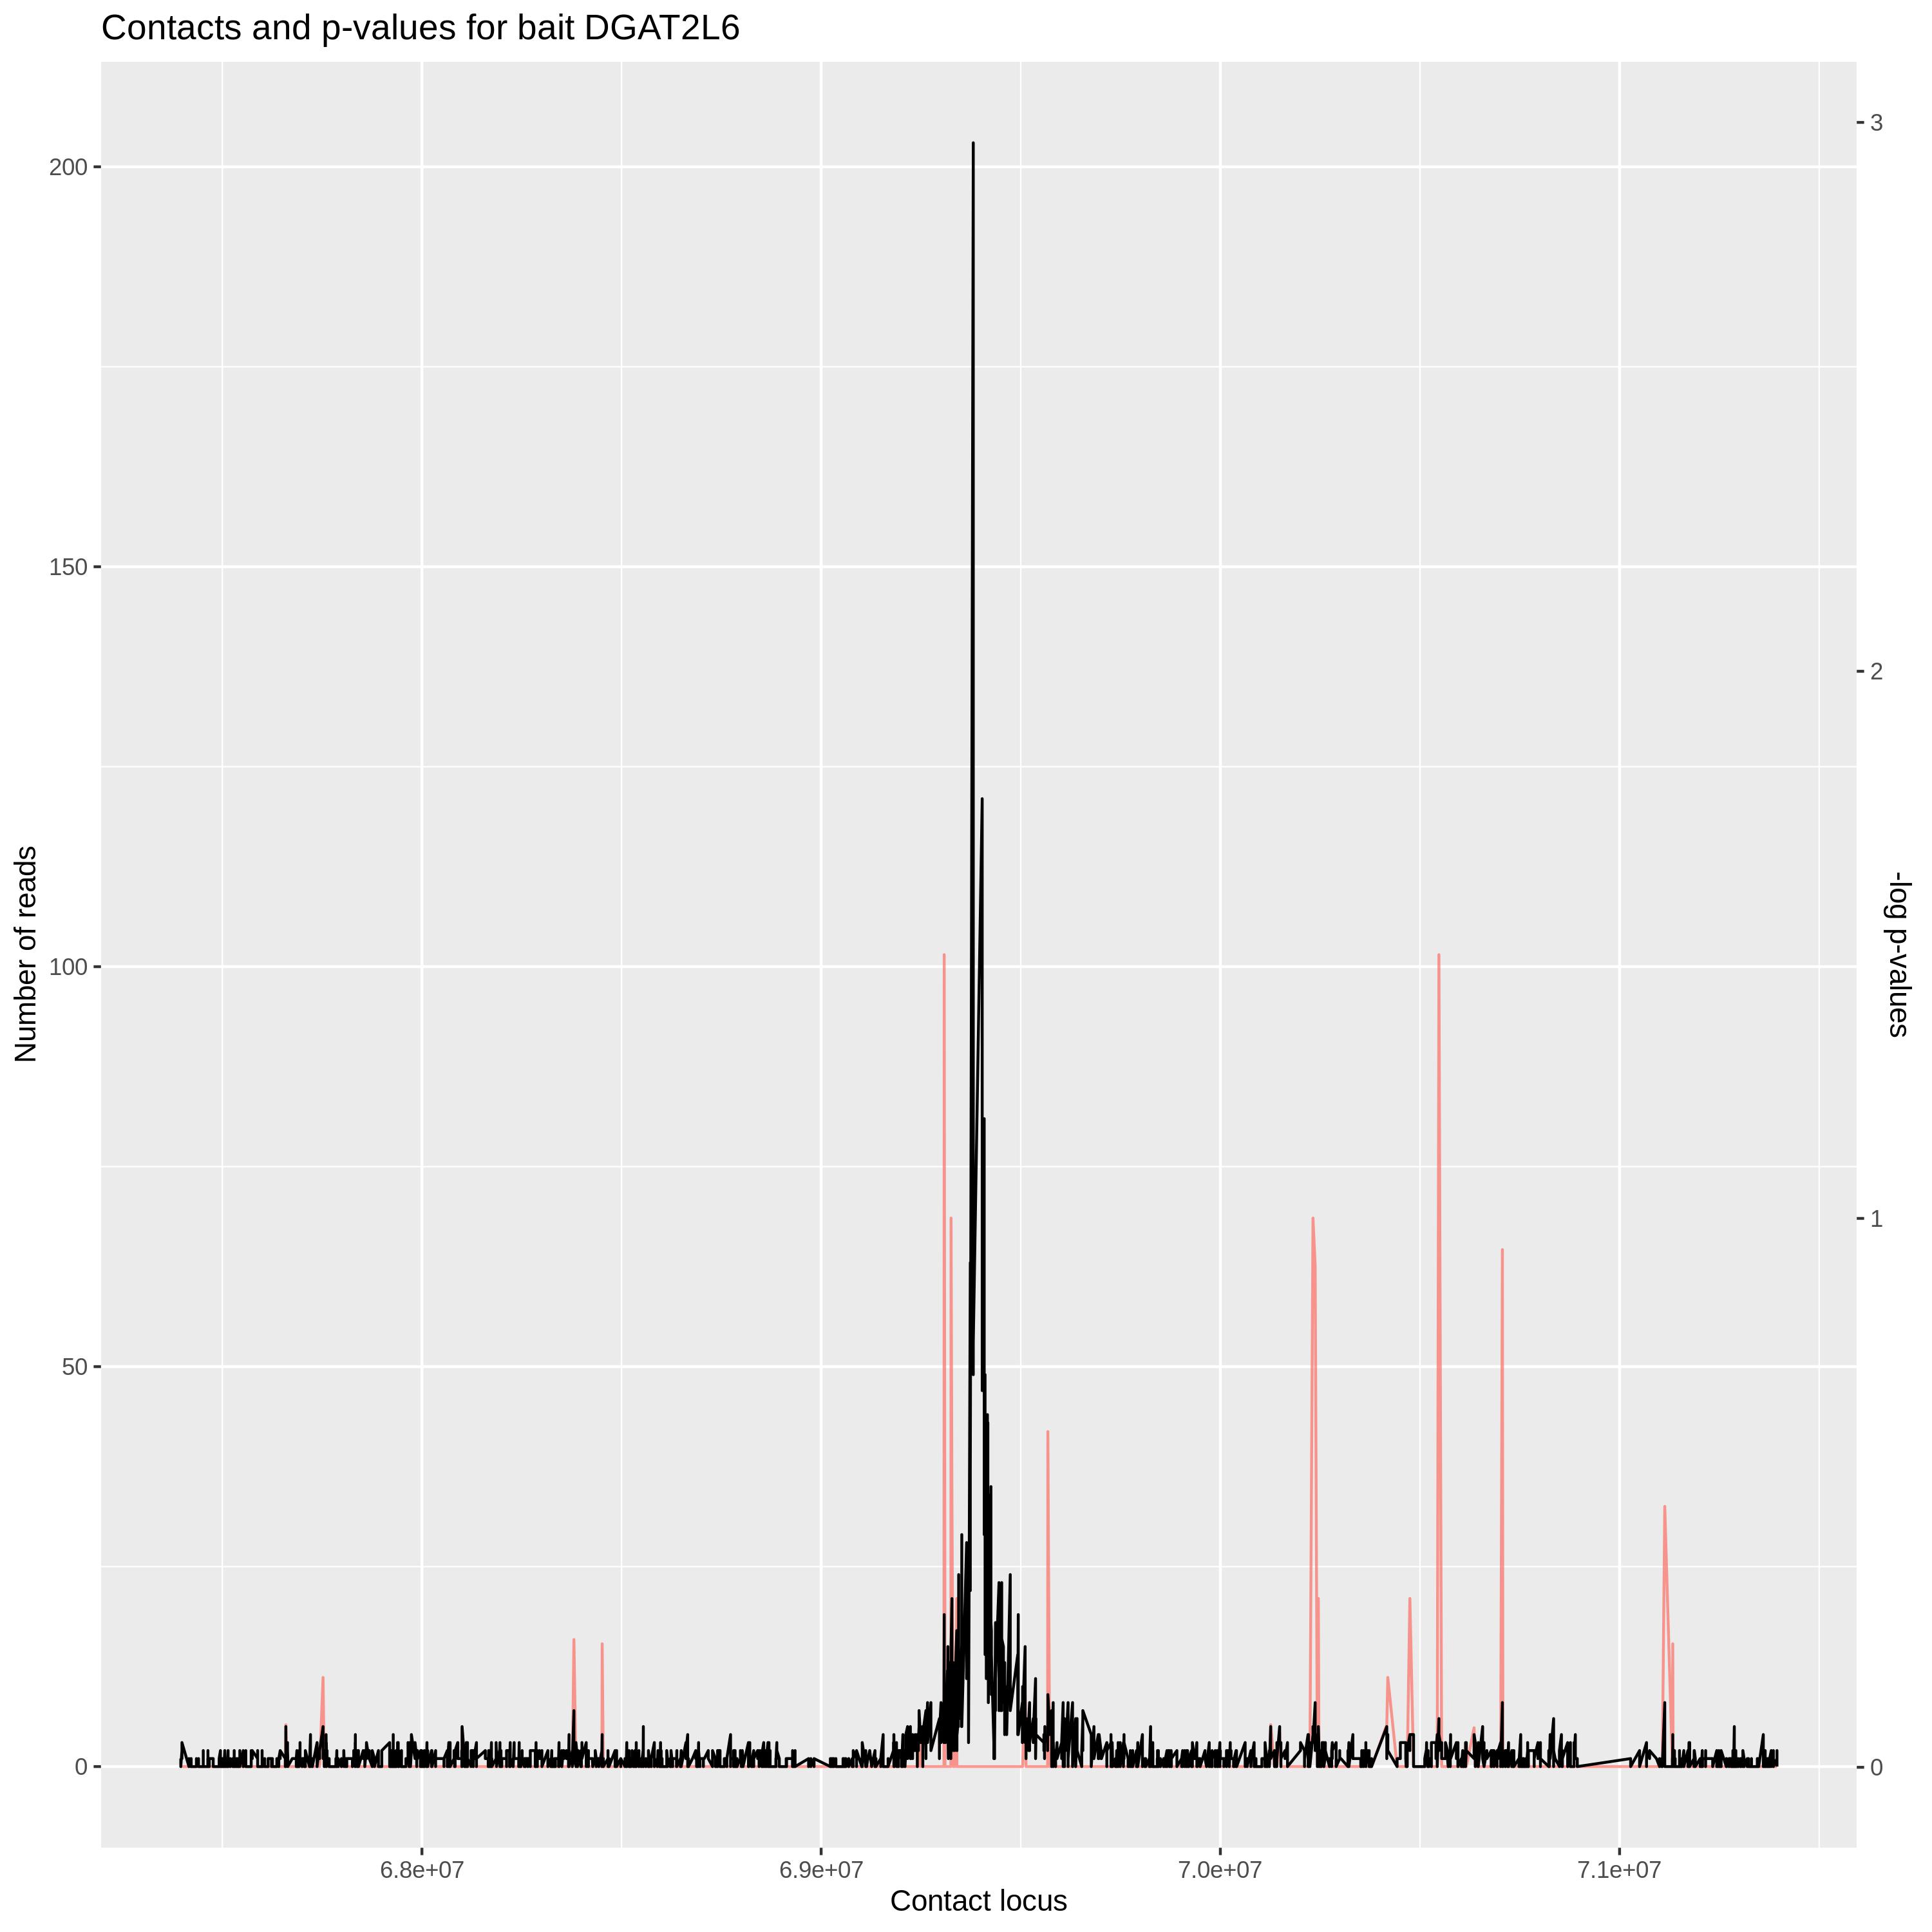 Contacts and p-values for bait DGAT2L6
200
150
100
50
0
Number of reads
3
2
1
0
-log p-values
6.8e+07
6.9e+07
7.0e+07
7.1e+07
Contact locus